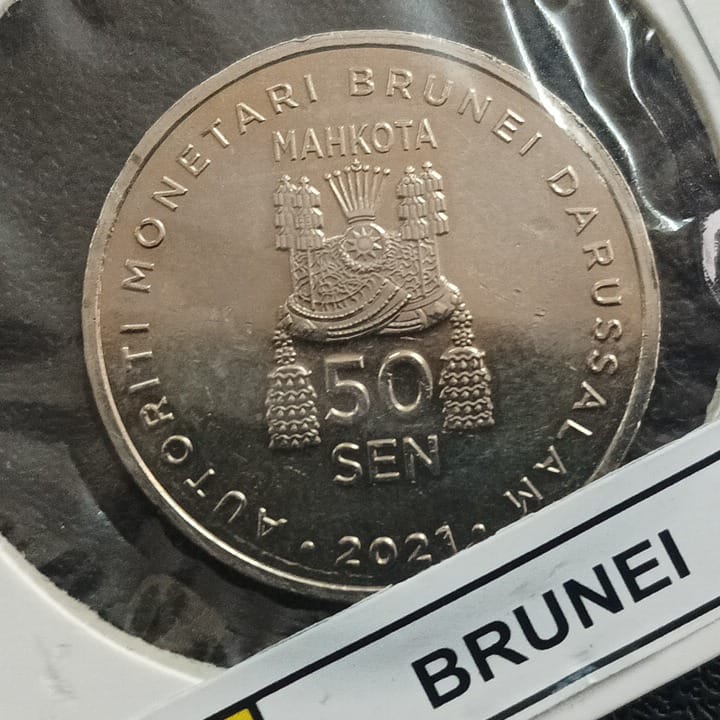 AUTORITI MONETARI BRUNEI DARUSSALAM
MAHKOTA
50
SEN
· 2021 ·
BRUNEI